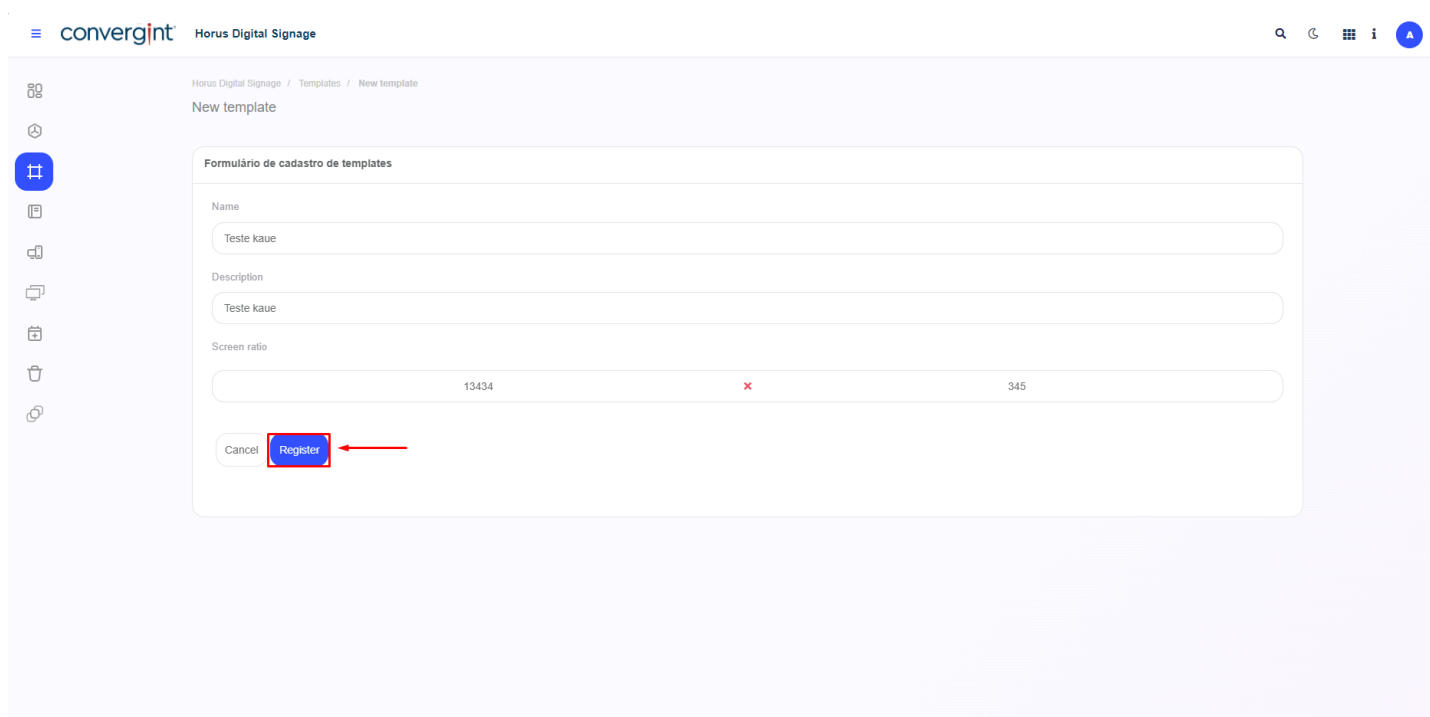 convergint Horus Digital Signage
A
Horus Digital Signage / Templates / New template
New template
Formulário de cadastro de templates
Name
Teste kaue
Description
Teste kaue
Screen ratio
13434 345
Cancel Register